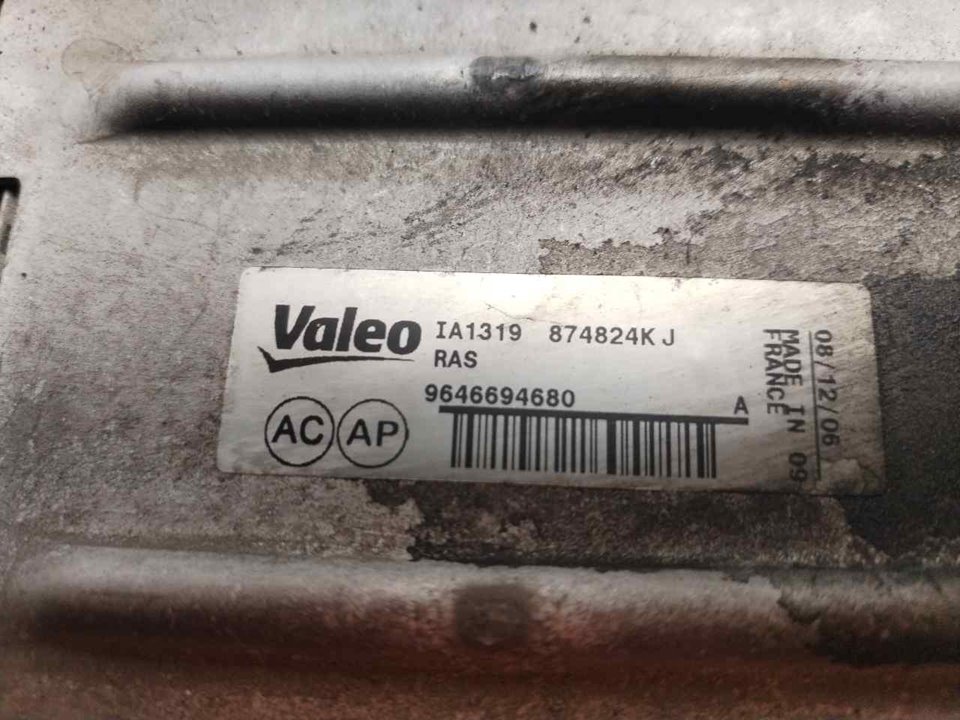 Valeo IA1319 874824K J
RAS
9646694680 A
AC AP
08/12/06 09
MADE IN
FRANCE